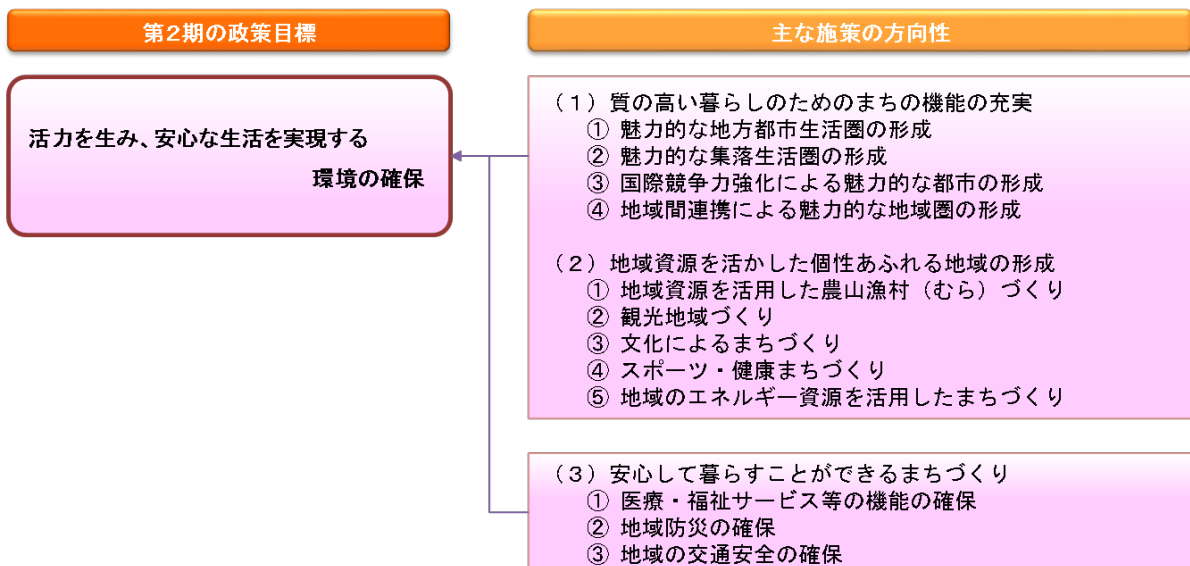 第２期の政策目標
主な施策の方向性
活力を生み、安心な生活を実現する
環境の確保
（１）質の高い暮らしのためのまちの機能の充実
① 魅力的な地方都市生活圏の形成
② 魅力的な集落生活圏の形成
③ 国際競争力強化による魅力的な都市の形成
④ 地域間連携による魅力的な地域圏の形成
（２）地域資源を活かした個性あふれる地域の形成
① 地域資源を活用した農山漁村（むら）づくり
② 観光地域づくり
③ 文化によるまちづくり
④ スポーツ・健康まちづくり
⑤ 地域のエネルギー資源を活用したまちづくり
（３）安心して暮らすことができるまちづくり
① 医療・福祉サービス等の機能の確保
② 地域防災の確保
③ 地域の交通安全の確保